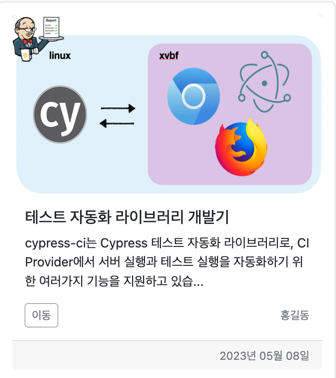 Report
linux
xvbf
cy
테스트 자동화 라이브러리 개발기
cypress-ci는 Cypress 테스트 자동화 라이브러리로, CI
Provider에서 서버 실행과 테스트 실행을 자동화하기 위
한 여러가지 기능을 지원하고 있습...
이동
홍길동
2023년 05월 08일